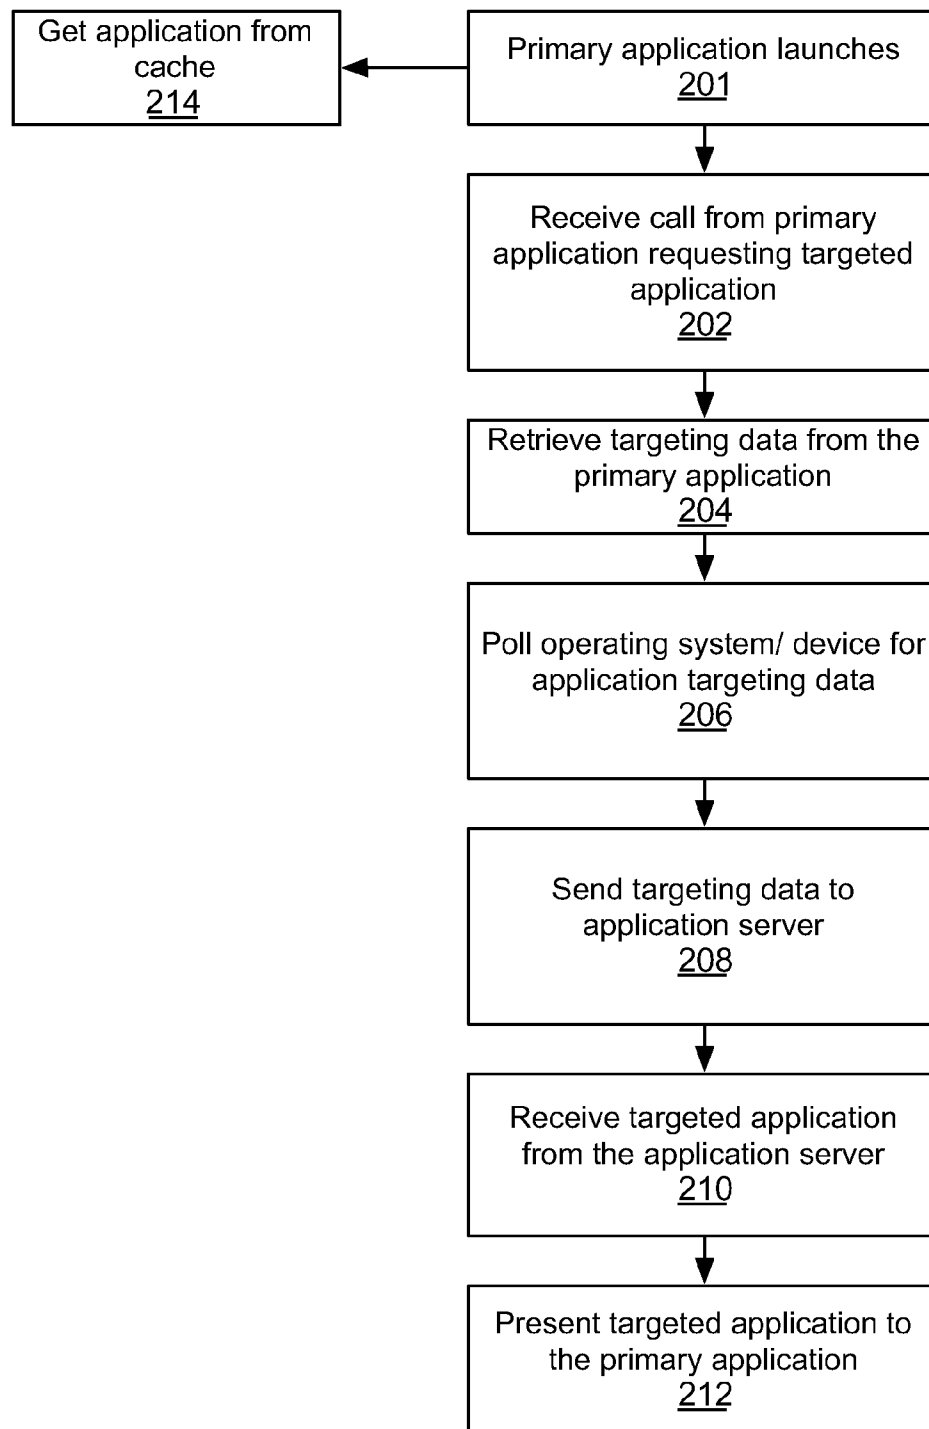 Get application from
cache
214
Primary application launches
201
Receive call from primary
application requesting targeted
application
202
Retrieve targeting data from the
primary application
204
Poll operating system/ device for
application targeting data
206
Send targeting data to
application server
208
Receive targeted application
from the application server
210
Present targeted application to
the primary application
212